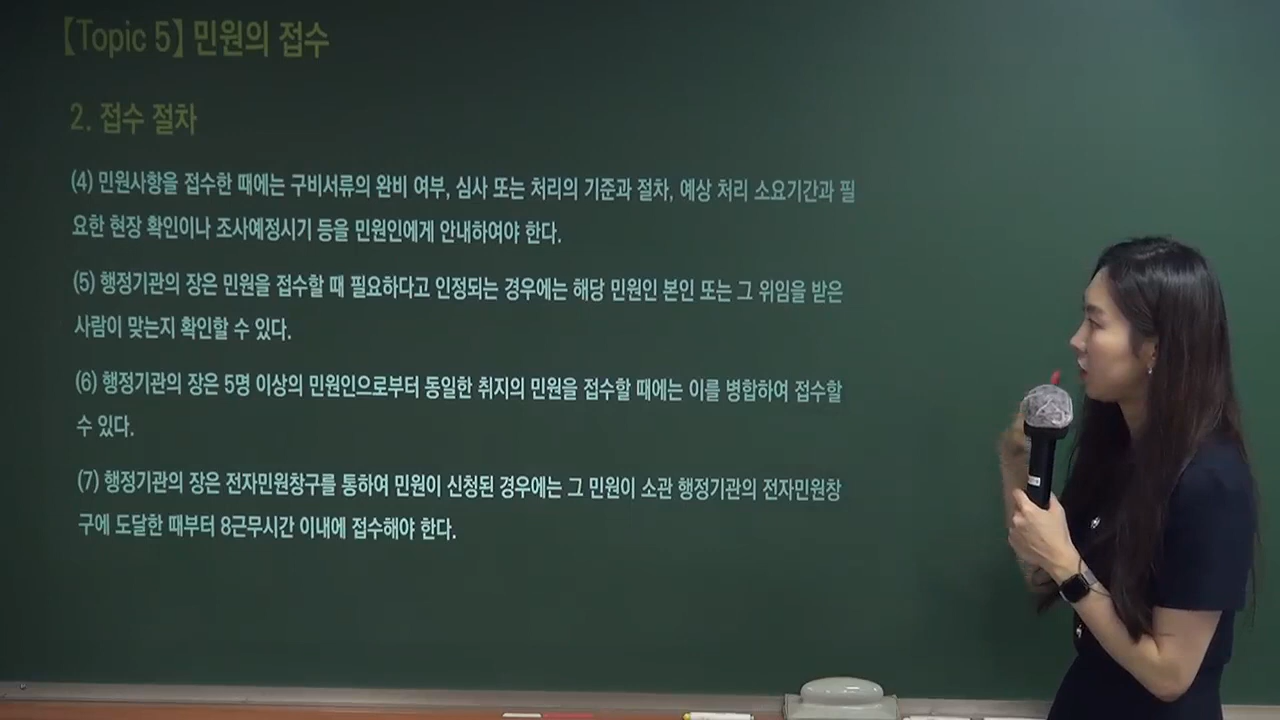 【Topic 5】 민원의 접수
2. 접수 절차
(4) 민원사항을 접수한 때에는 구비서류의 완비 여부, 심사 또는 처리의 기준과 절차, 예상 처리 소요기간과 필
요한 현장 확인이나 조사예정시기 등을 민원인에게 안내하여야 한다.
(5) 행정기관의 장은 민원을 접수할 때 필요하다고 인정되는 경우에는 해당 민원인 본인 또는 그 위임을 받은
사람이 맞는지 확인할 수 있다.
(6) 행정기관의 장은 5명 이상의 민원인으로부터 동일한 취지의 민원을 접수할 때에는 이를 병합하여 접수할
수 있다.
(7) 행정기관의 장은 전자민원창구를 통하여 민원이 신청된 경우에는 그 민원이 소관 행정기관의 전자민원창
구에 도달한 때부터 8근무시간 이내에 접수해야 한다.